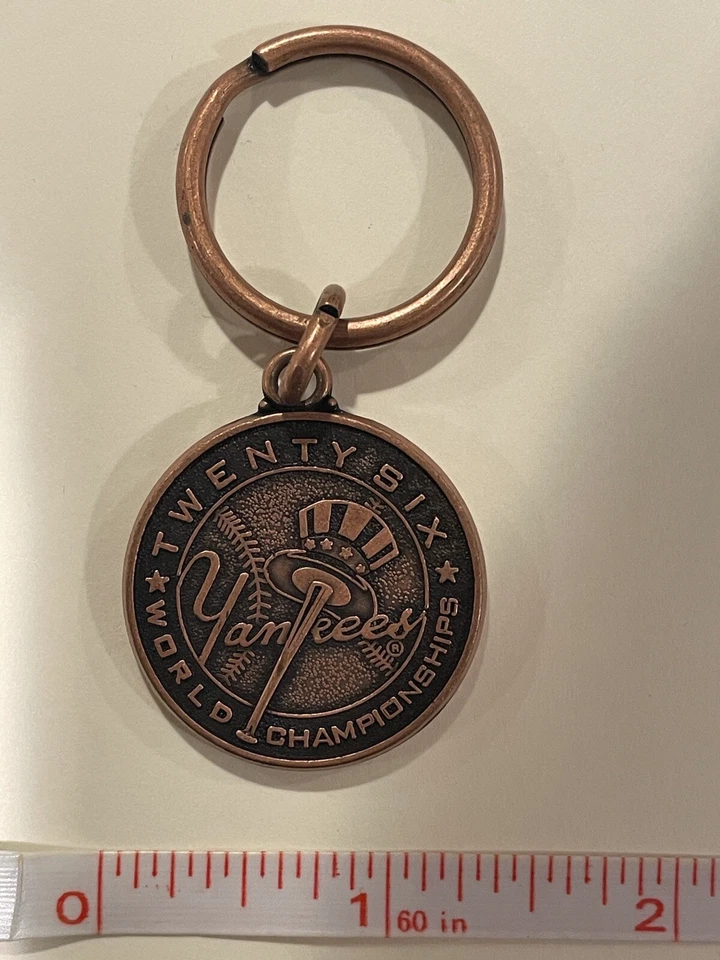 TWENTY SIX
Yankees
®
WORLD CHAMPIONSHIPS
0 1 2
60 in